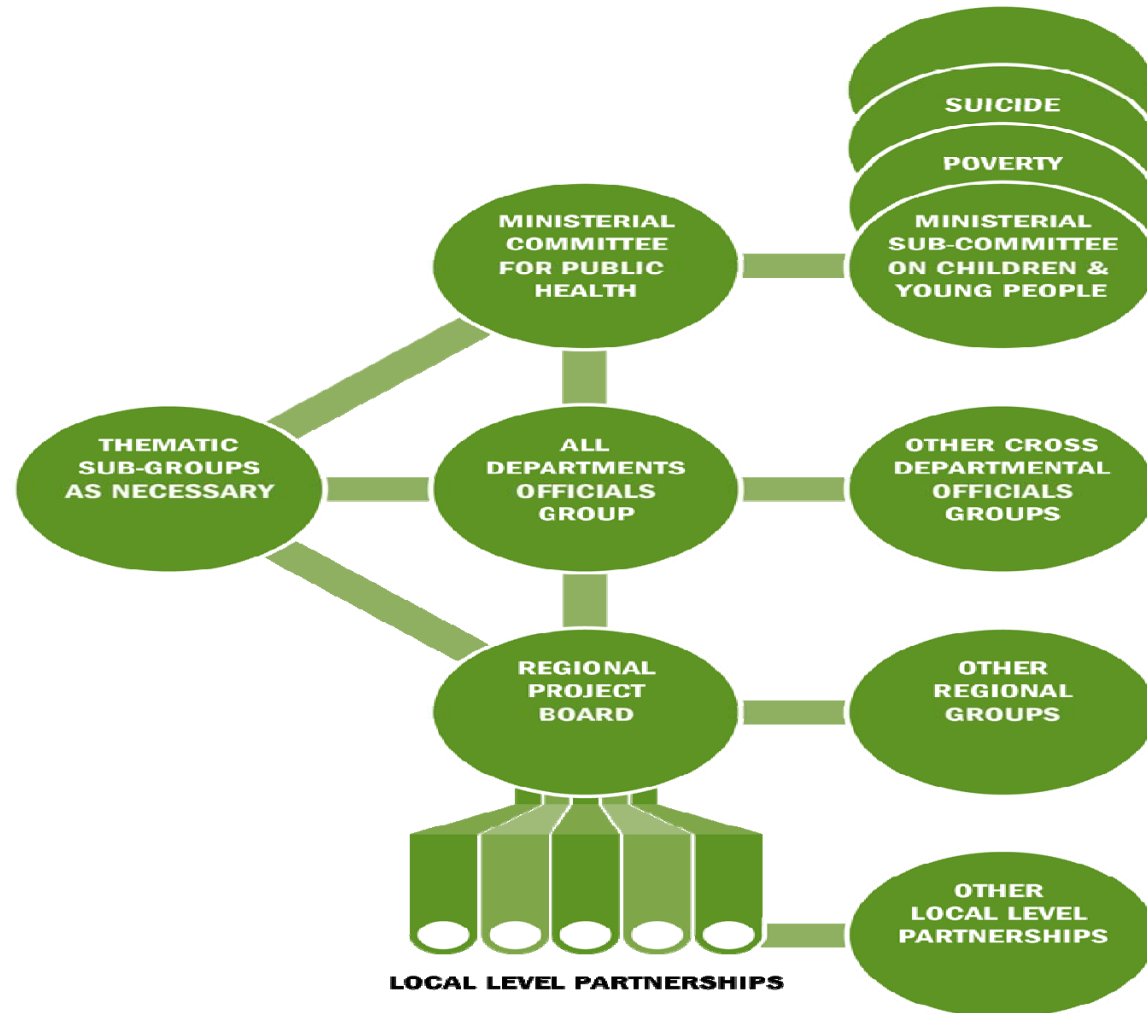 SUICIDE
POVERTY
MINISTERIAL
COMMITTEE
FOR PUBLIC
HEALTH
MINISTERIAL
SUB-COMMITTEE
ON CHILDREN &
YOUNG PEOPLE
THEMATIC
SUB-GROUPS
AS NECESSARY
ALL
DEPARTMENTS
OFFICIALS
GROUP
OTHER CROSS
DEPARTMENTAL
OFFICIALS
GROUPS
REGIONAL
PROJECT
BOARD
OTHER
REGIONAL
GROUPS
OTHER
LOCAL LEVEL
PARTNERSHIPS
LOCAL LEVEL PARTNERSHIPS